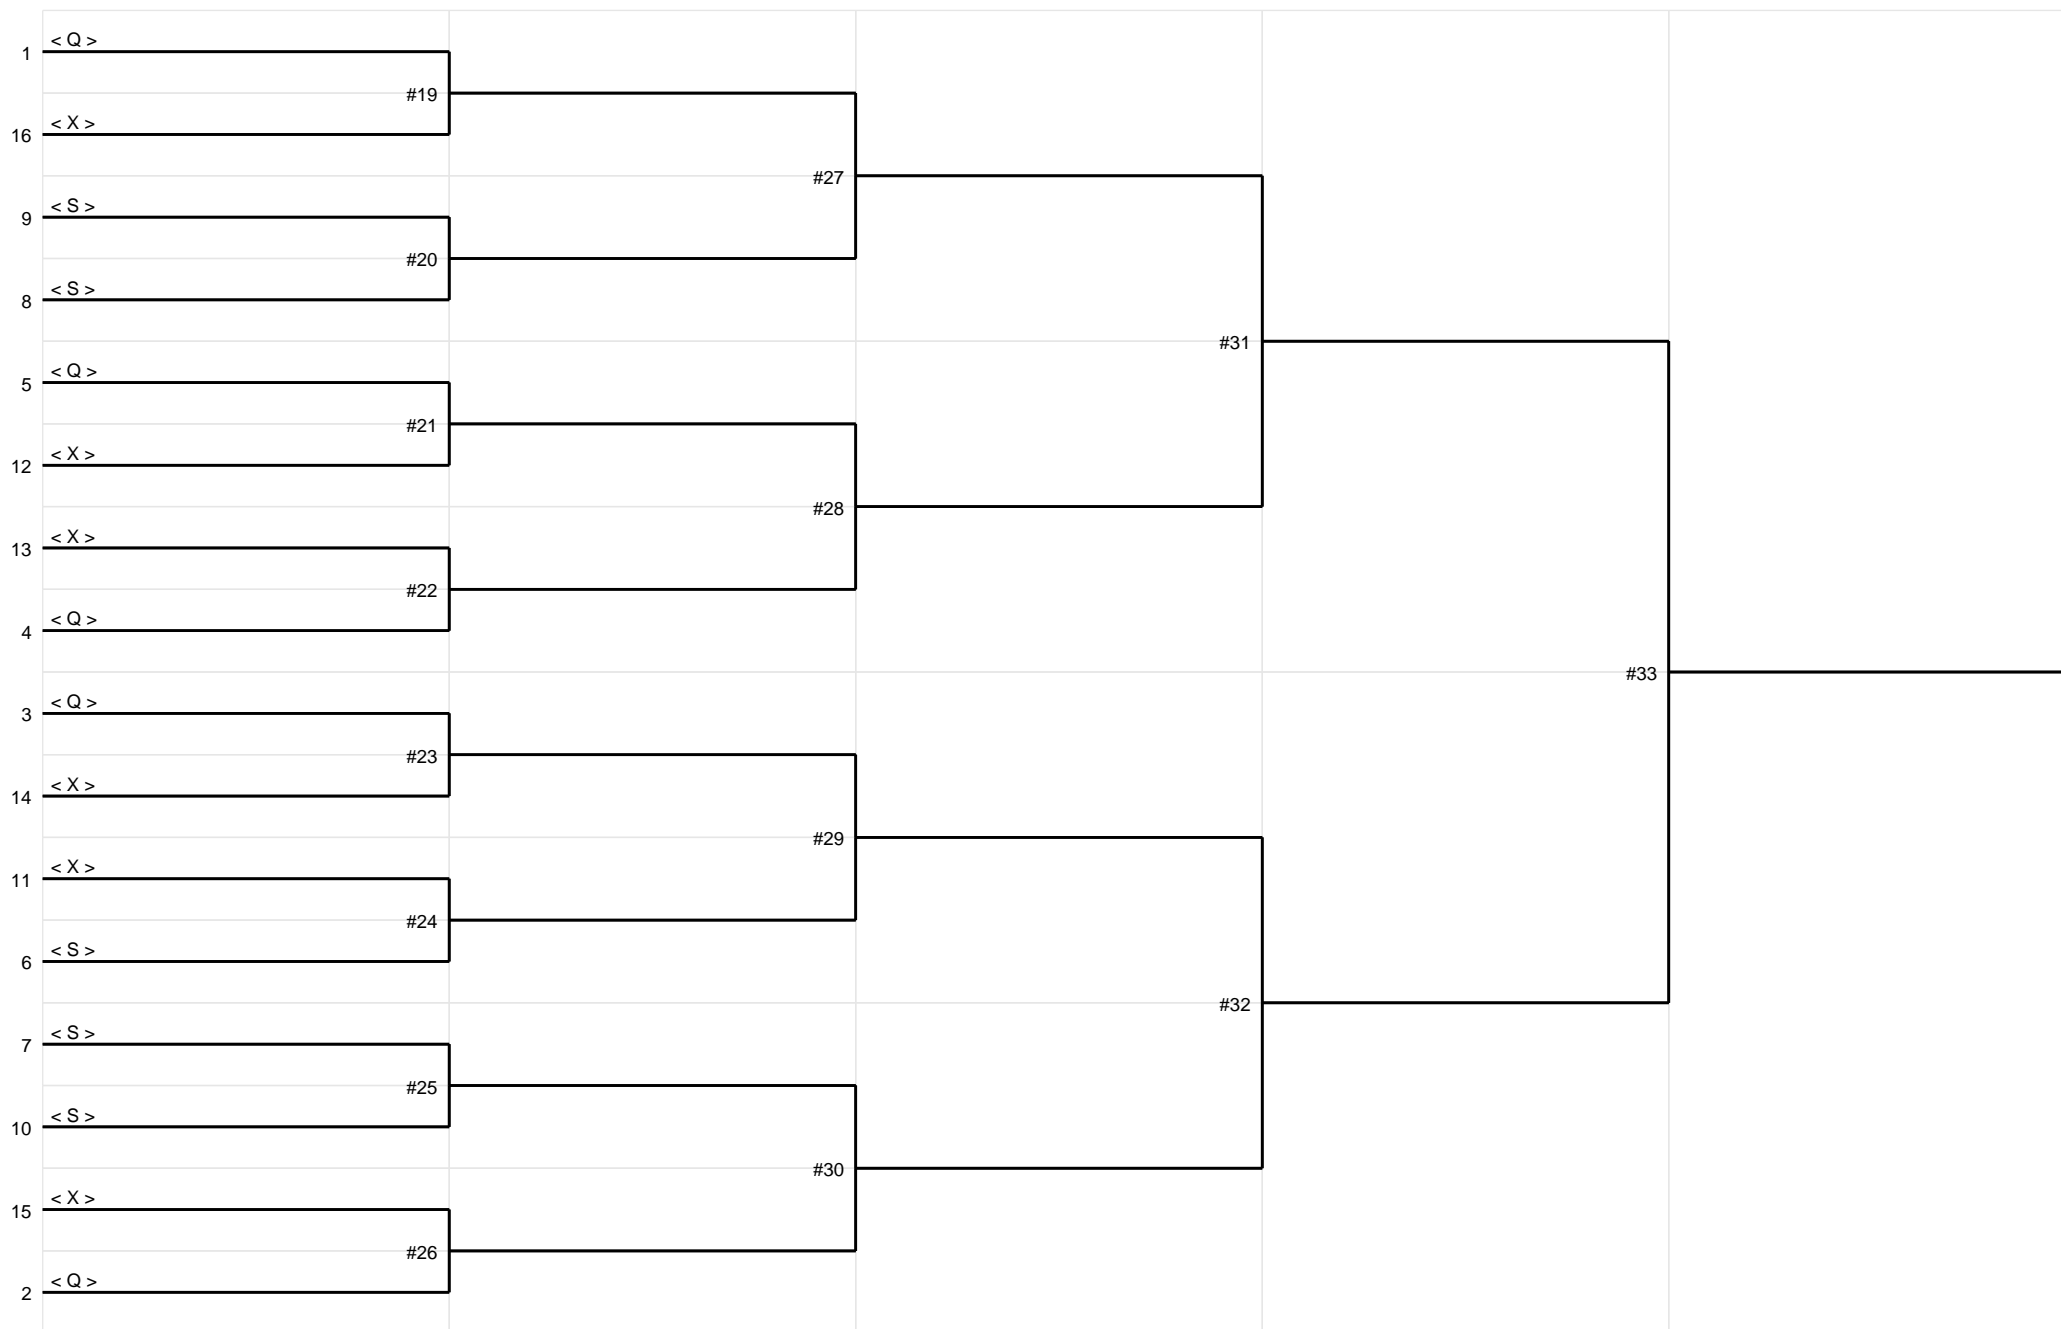 < Q >
1
#19
< X >
16
#27
< S >
9
#20
< S >
8
#31
< Q >
5
#21
< X >
12
#28
< X >
13
#22
< Q >
4
#33
< Q >
3
#23
< X >
14
#29
< X >
11
#24
< S >
6
#32
< S >
7
#25
< S >
10
#30
< X >
15
#26
< Q >
2